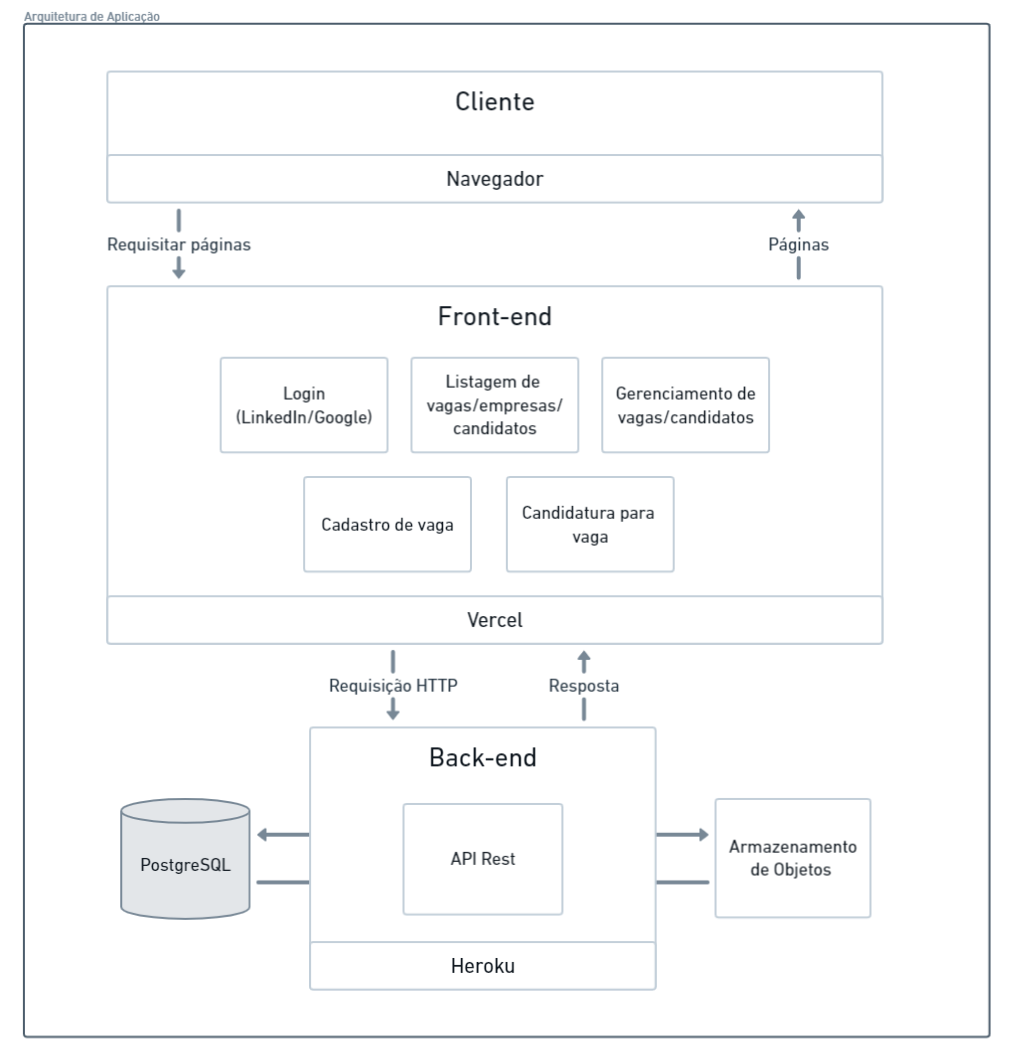 Arquitetura de Aplicação
Cliente
Navegador
Requisitar páginas
Páginas
Front-end
Login
(LinkedIn/Google)
Listagem de
vagas/empresas/
candidatos
Gerenciamento de
vagas/candidatos
Cadastro de vaga
Candidatura para
vaga
Vercel
Requisição HTTP
Resposta
Back-end
PostgreSQL
API Rest
Armazenamento
de Objetos
Heroku